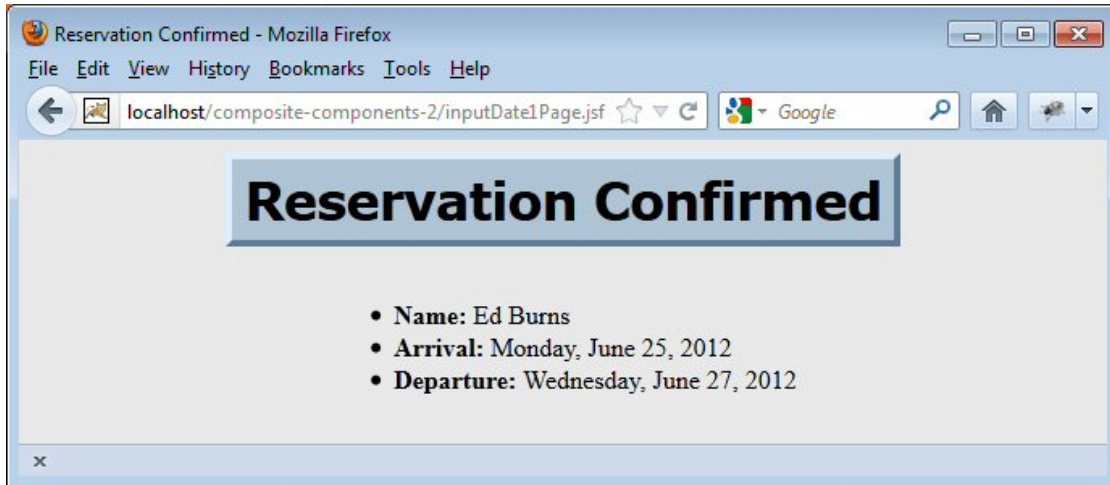 Reservation Confirmed - Mozilla Firefox
File Edit View History Bookmarks Tools Help
localhost/composite-components-2/inputDate1Page.jsf Google
Reservation Confirmed
• Name: Ed Burns
• Arrival: Monday, June 25, 2012
• Departure: Wednesday, June 27, 2012